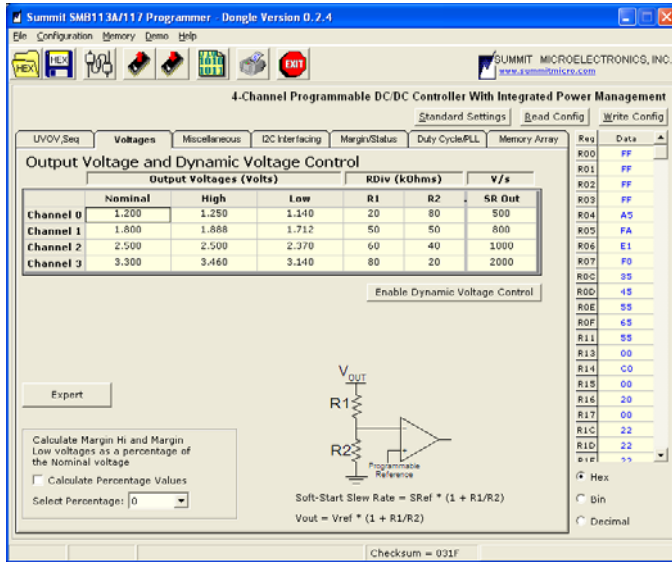 Summit SMB113A/117 Programmer - Dongle Version 0.2.4
File Configuration Memory Demo Help
HEX HEX EXIT
SUMMIT MICROELECTRONICS, INC.
www.summitmicro.com
4-Channel Programmable DC/DC Controller With Integrated Power Management
Standard Settings Read Config Write Config
UVOV,Seq Voltages Miscellaneous I2C Interfacing Margin/Status Duty Cycle/PLL Memory Array
Output Voltage and Dynamic Voltage Control
Output Voltages (Volts) RDiv (kOhms) V/s
Nominal High Low R1 R2 SR Out
Channel 0 1.200 1.250 1.140 20 80 500
Channel 1 1.800 1.888 1.712 50 50 800
Channel 2 2.500 2.500 2.370 60 40 1000
Channel 3 3.300 3.460 3.140 80 20 2000
Enable Dynamic Voltage Control
Expert
Calculate Margin Hi and Margin
Low voltages as a percentage of
the Nominal voltage
Calculate Percentage Values
Select Percentage: 0
VOUT
R1
R2
Programmable
Reference
Soft-Start Slew Rate = SRef * (1 + R1/R2)
Vout = Vref * (1 + R1/R2)
Reg Data
R00 FF
R01 FF
R02 FF
R03 FF
R04 A5
R05 FA
R06 E1
R07 F0
R0C 35
R0D 45
R0E 55
R0F 65
R11 55
R13 00
R14 C0
R15 00
R16 20
R17 00
R1C 22
R1D 22
Hex
Bin
Decimal
Checksum = 031F